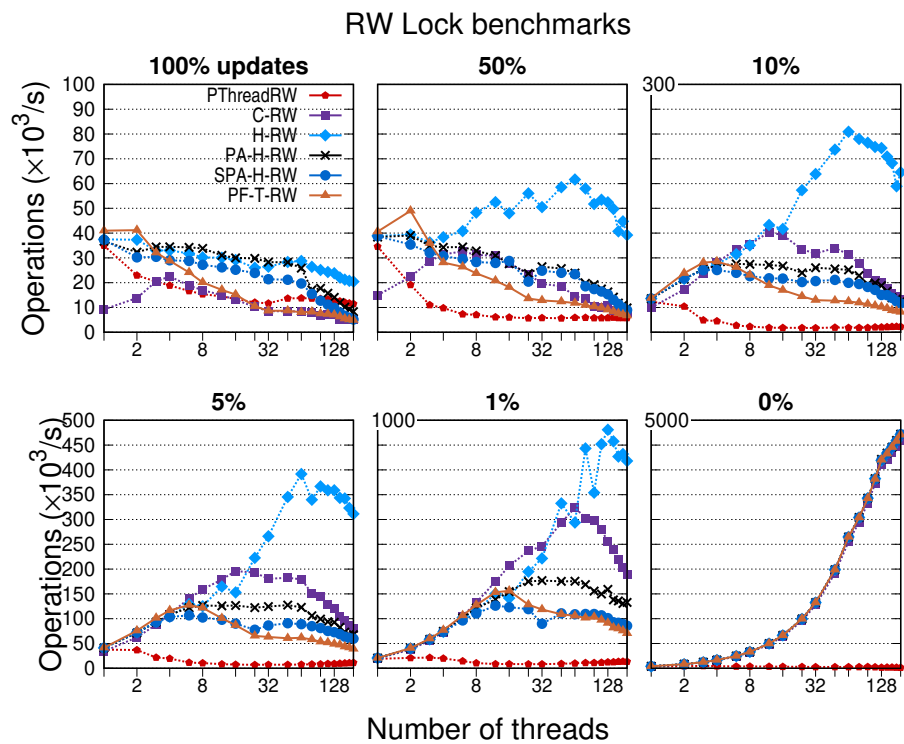 RW Lock benchmarks
100% updates
50%
10%
Operations (×10³/s)
100
90
80
70
60
50
40
30
20
10
0
300
PThreadRW
C-RW
H-RW
PA-H-RW
SPA-H-RW
PF-T-RW
2 8 32 128
2 8 32 128
2 8 32 128
5%
1%
0%
Operations (×10³/s)
500
450
400
350
300
250
200
150
100
50
0
1000
5000
2 8 32 128
2 8 32 128
2 8 32 128
Number of threads